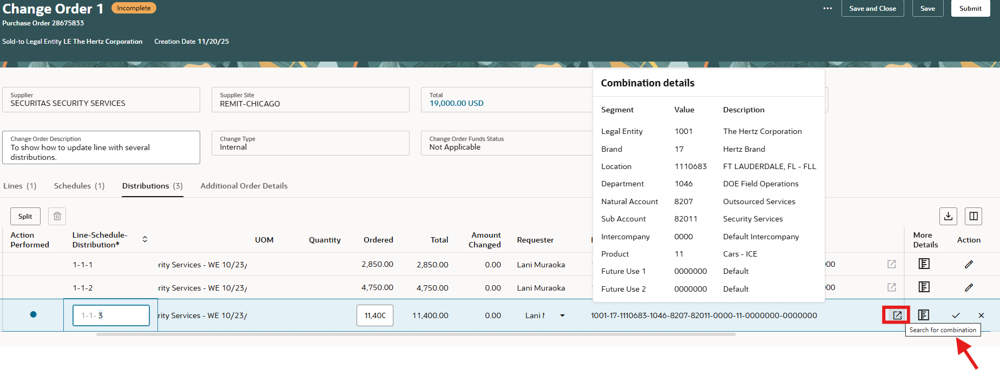 Change Order 1 Incomplete
... Save and Close Save Submit
Purchase Order 28675833
Sold-to Legal Entity LE The Hertz Corporation Creation Date 11/20/25
Supplier
SECURITAS SECURITY SERVICES
Supplier Site
REMIT-CHICAGO
Total
19,000.00 USD
Change Order Description
To show how to update line with several
distributions.
Change Type
Internal
Change Order Funds Status
Not Applicable
Combination details
Segment Value Description
Legal Entity 1001 The Hertz Corporation
Brand 17 Hertz Brand
Location 1110683 FT LAUDERDALE, FL - FLL
Department 1046 DOE Field Operations
Natural Account 8207 Outsourced Services
Sub Account 82011 Security Services
Intercompany 0000 Default Intercompany
Product 11 Cars - ICE
Future Use 1 0000000 Default
Future Use 2 0000000 Default
Lines (1) Schedules (1) Distributions (3) Additional Order Details
Split
Action
Performed
Line-Schedule-
Distribution*
UOM Quantity Ordered Total
Amount
Changed
Requester
More
Details
Action
1-1-1 rity Services - WE 10/23/ 2,850.00 2,850.00 0.00 Lani Muraoka 00
1-1-2 rity Services - WE 10/23/ 4,750.00 4,750.00 0.00 Lani Muraoka 00
1-1- 3 rity Services - WE 10/23/ 11,400 11,400.00 0.00 Lani 1001-17-1110683-1046-8207-82011-0000-11-0000000-0000000
Search for combination